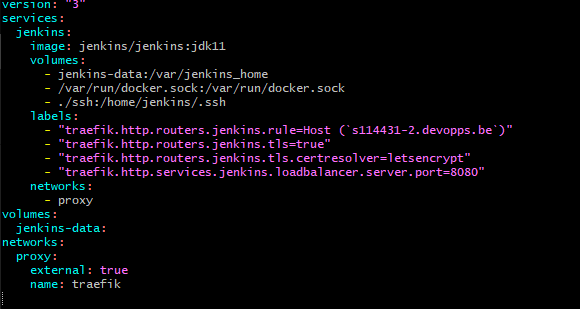 version: "3"
services:
  jenkins:
    image: jenkins/jenkins:jdk11
    volumes:
      - jenkins-data:/var/jenkins_home
      - /var/run/docker.sock:/var/run/docker.sock
      - ./ssh:/home/jenkins/.ssh
    labels:
      - "traefik.http.routers.jenkins.rule=Host (`s114431-2.devopps.be`)"
      - "traefik.http.routers.jenkins.tls=true"
      - "traefik.http.routers.jenkins.tls.certresolver=letsencrypt"
      - "traefik.http.services.jenkins.loadbalancer.server.port=8080"
    networks:
      - proxy
volumes:
  jenkins-data:
networks:
  proxy:
    external: true
    name: traefik